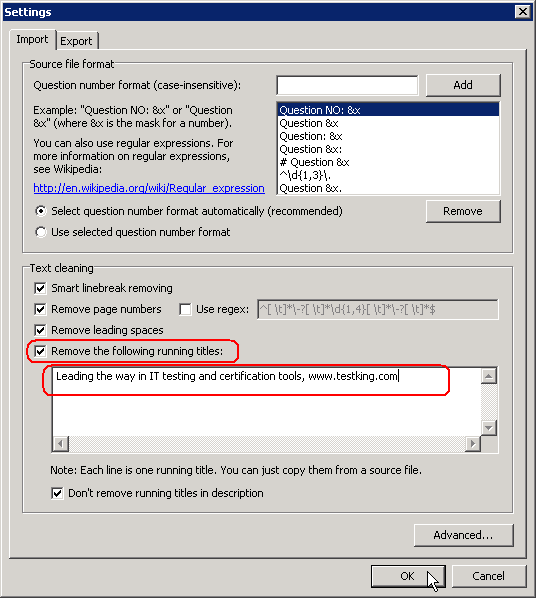 Settings
Import
Export
Source file format
Question number format (case-insensitive):
Add
Example: "Question NO: &x" or "Question
&x" (where &x is the mask for a number).
You can also use regular expressions. For
more information on regular expressions,
see Wikipedia:
http://en.wikipedia.org/wiki/Regular_expression
Question NO: &x
Question &x
Question: &x
Question &x:
# Question &x
^\d{1,3}\.
Question &x.
Select question number format automatically (recommended)
Remove
Use selected question number format
Text cleaning
Smart linebreak removing
Remove page numbers
Use regex:
^[ \t]*\-?[ \t]*\d{1,4}[ \t]*\-?[ \t]*$
Remove leading spaces
Remove the following running titles:
Leading the way in IT testing and certification tools, www.testking.com
Note: Each line is one running title. You can just copy them from a source file.
Don't remove running titles in description
Advanced...
OK
Cancel